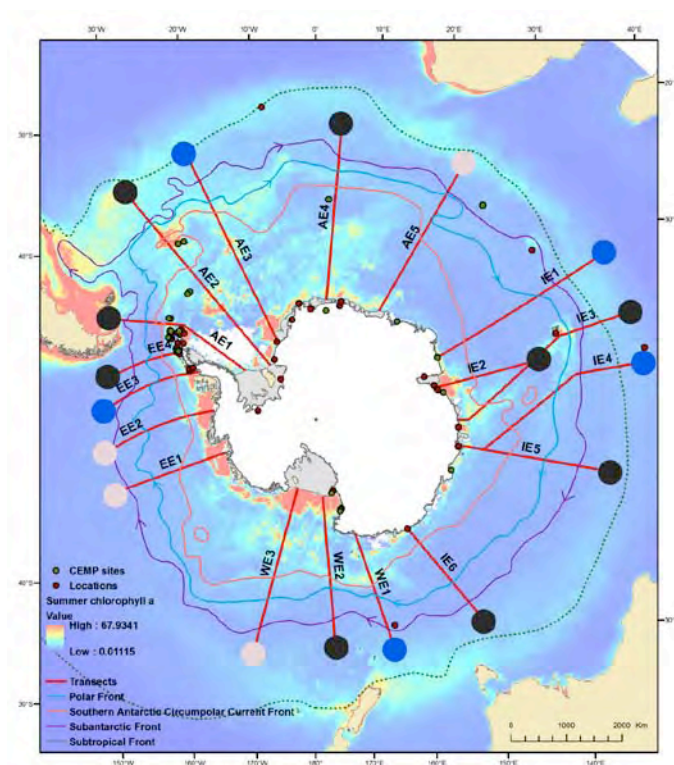 30°W 20°W 10°W 0° 10°E 20°E 30°E 40°E
20°
30°S
30°
40°S
AE4
AE5
AE3
AE2
AE1
IE1
IE3
IE4
IE2
IE5
IE6
EE4
EE3
EE2
EE1
WE3
WE2
WE1
CEMP sites
Locations
Summer chlorophyll a
Value
High : 67.9341
Low : 0.01115
40°S
30°
30°S
Transects
Polar Front
Southern Antarctic Circumpolar Current Front
Subantarctic Front
Subtropical Front
0 1000 2000 Km
150°W 160°W 180° 170°E 160°E 150°E 140°E